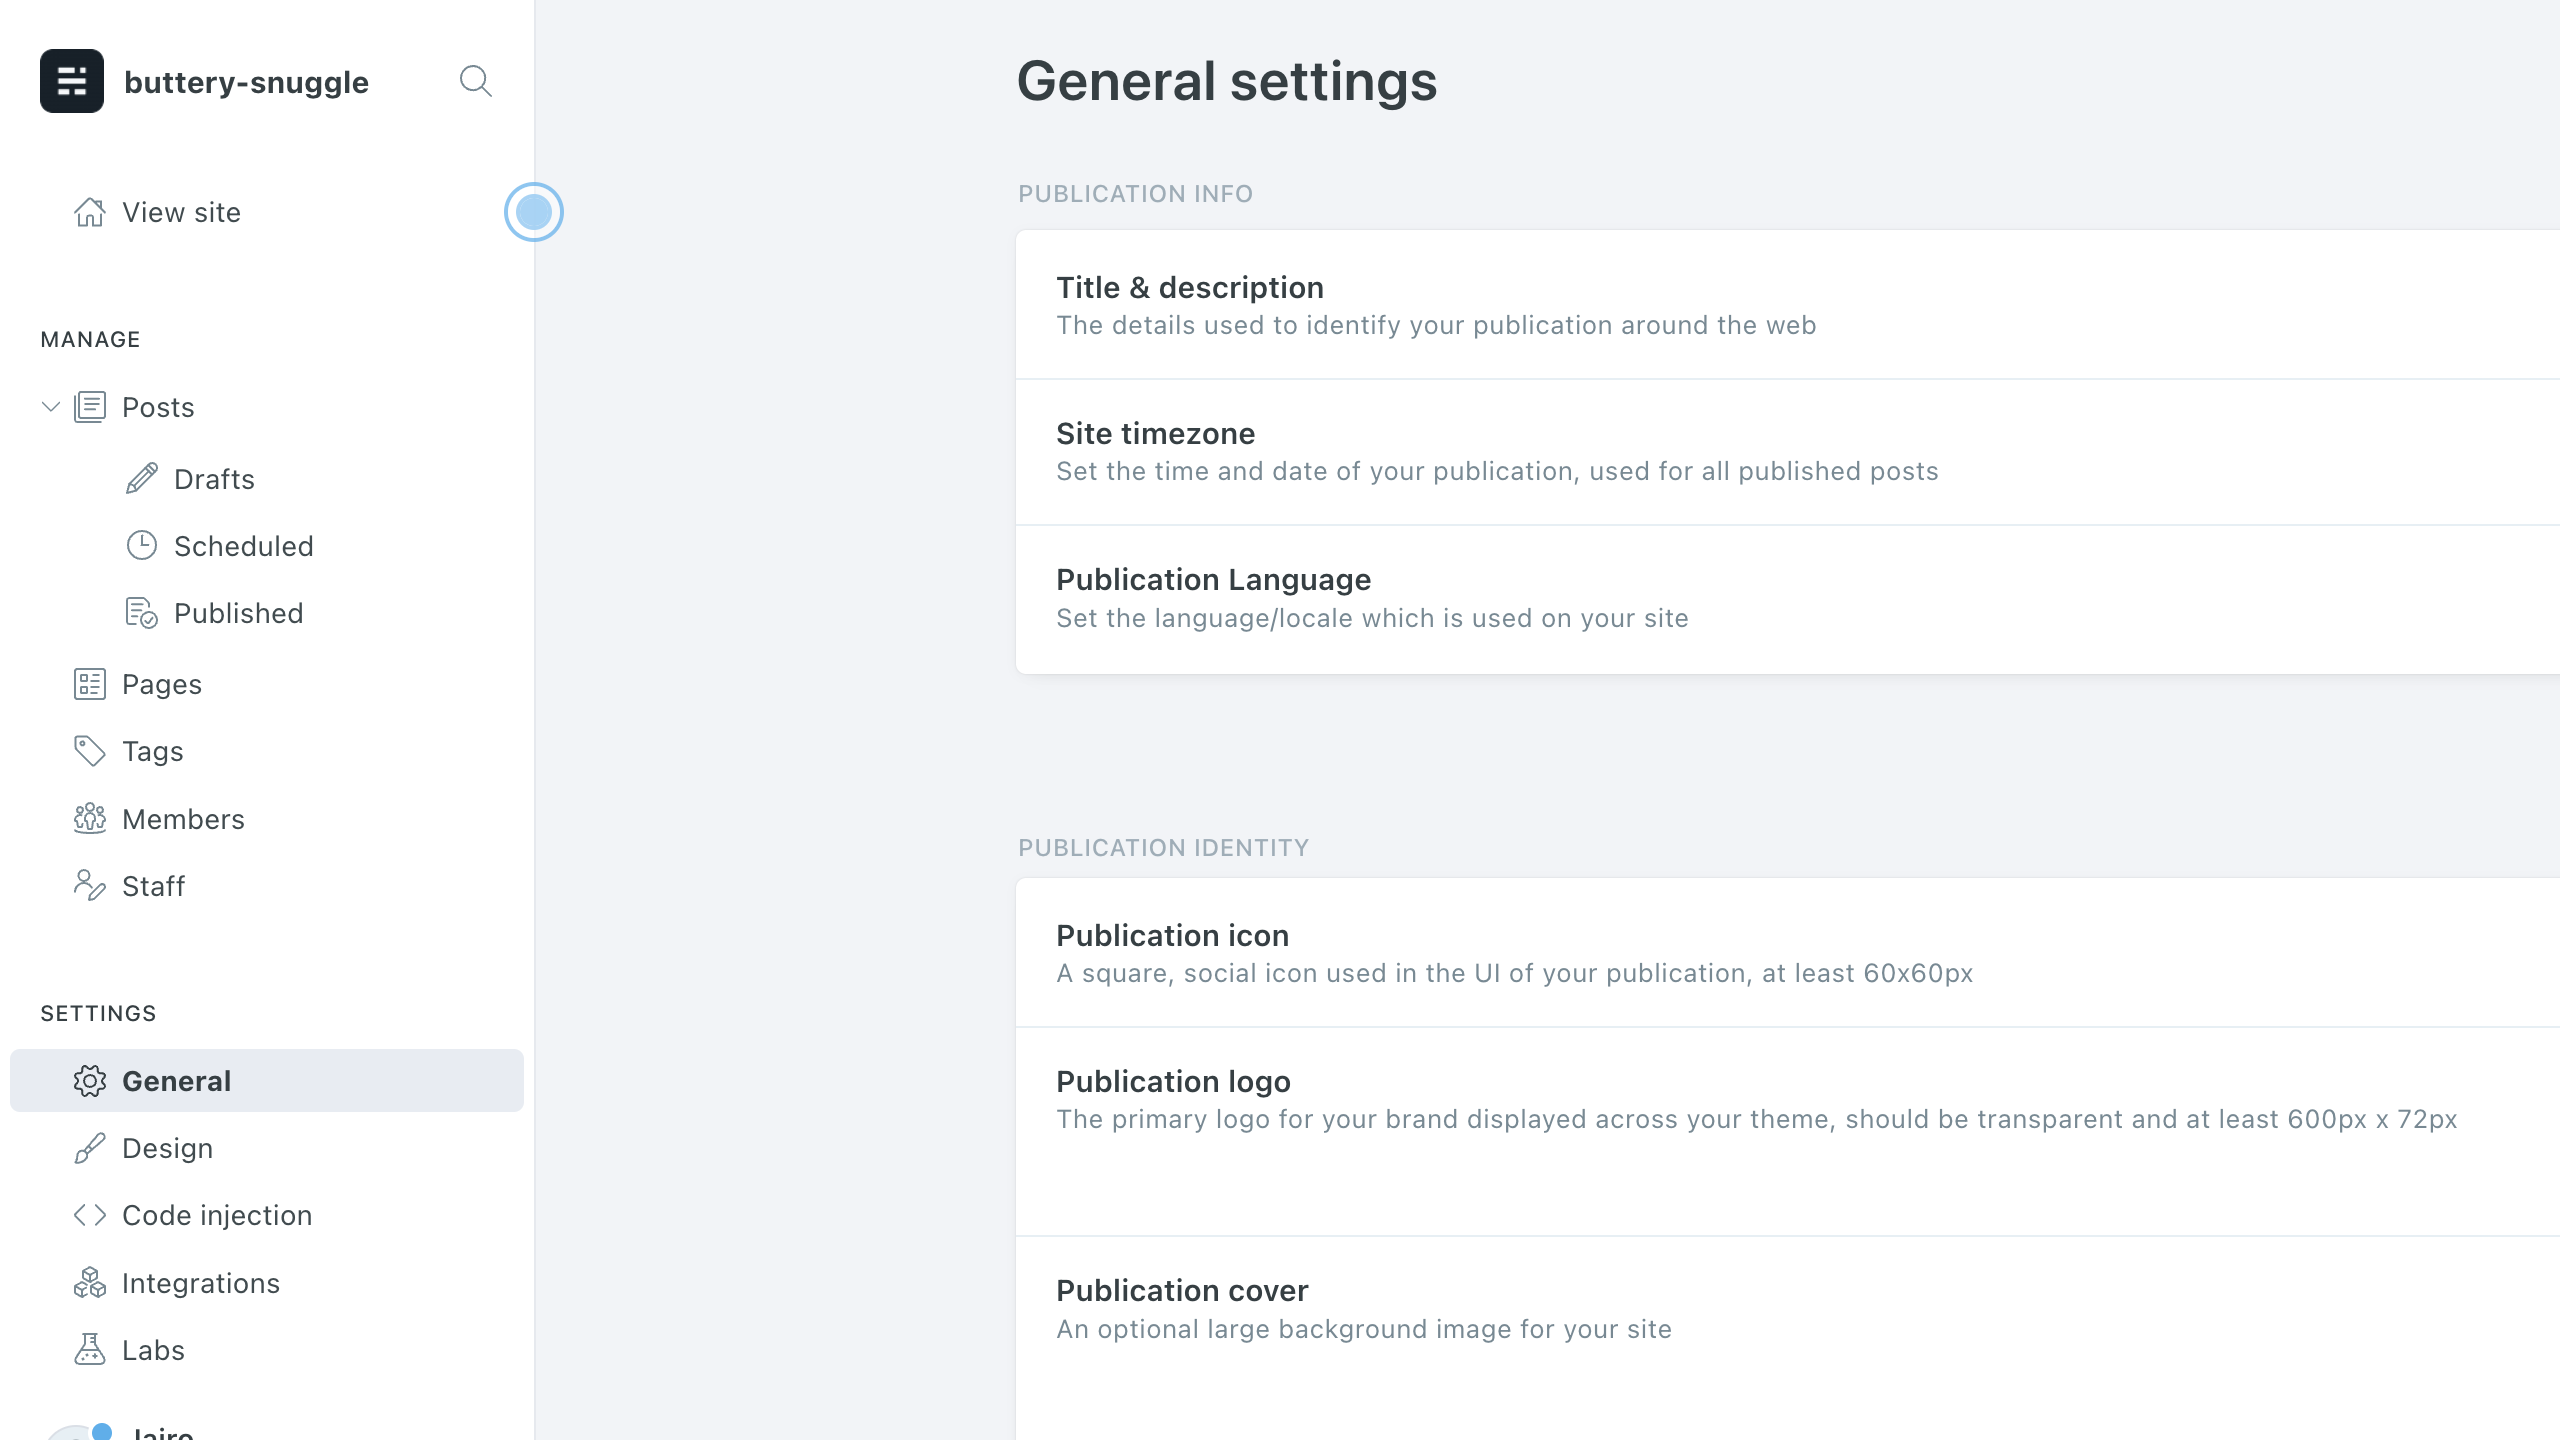 buttery-snuggle
View site
MANAGE
Posts
Drafts
Scheduled
Published
Pages
Tags
Members
Staff
SETTINGS
General
Design
Code injection
Integrations
Labs
Jairo
General settings
PUBLICATION INFO
Title & description
The details used to identify your publication around the web
Site timezone
Set the time and date of your publication, used for all published posts
Publication Language
Set the language/locale which is used on your site
PUBLICATION IDENTITY
Publication icon
A square, social icon used in the UI of your publication, at least 60x60px
Publication logo
The primary logo for your brand displayed across your theme, should be transparent and at least 600px x 72px
Publication cover
An optional large background image for your site